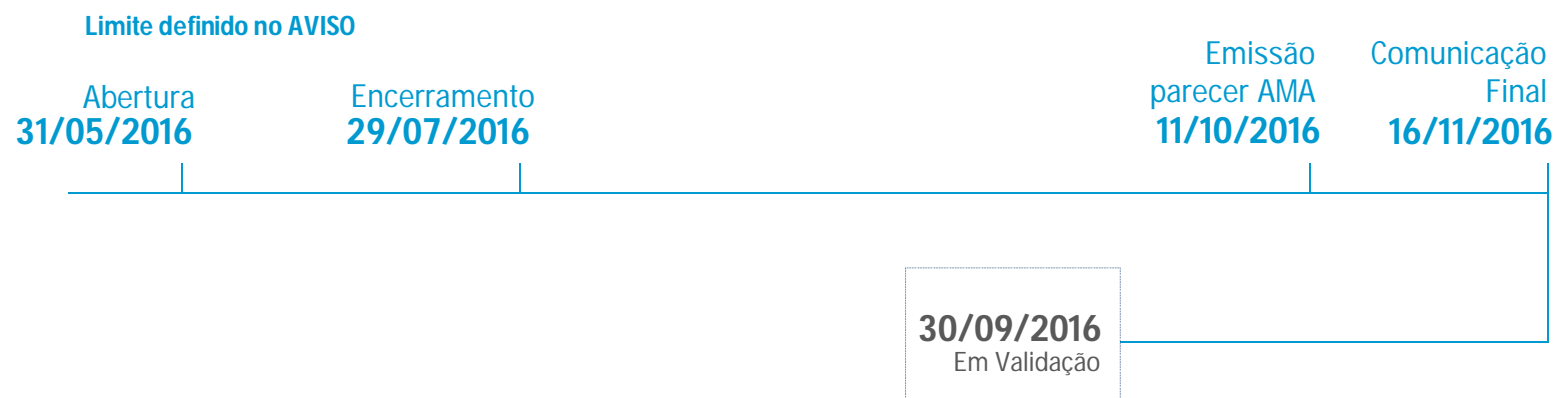 Limite definido no AVISO
Abertura
31/05/2016
Encerramento
29/07/2016
Emissão
parecer AMA
11/10/2016
Comunicação
Final
16/11/2016
30/09/2016
Em Validação